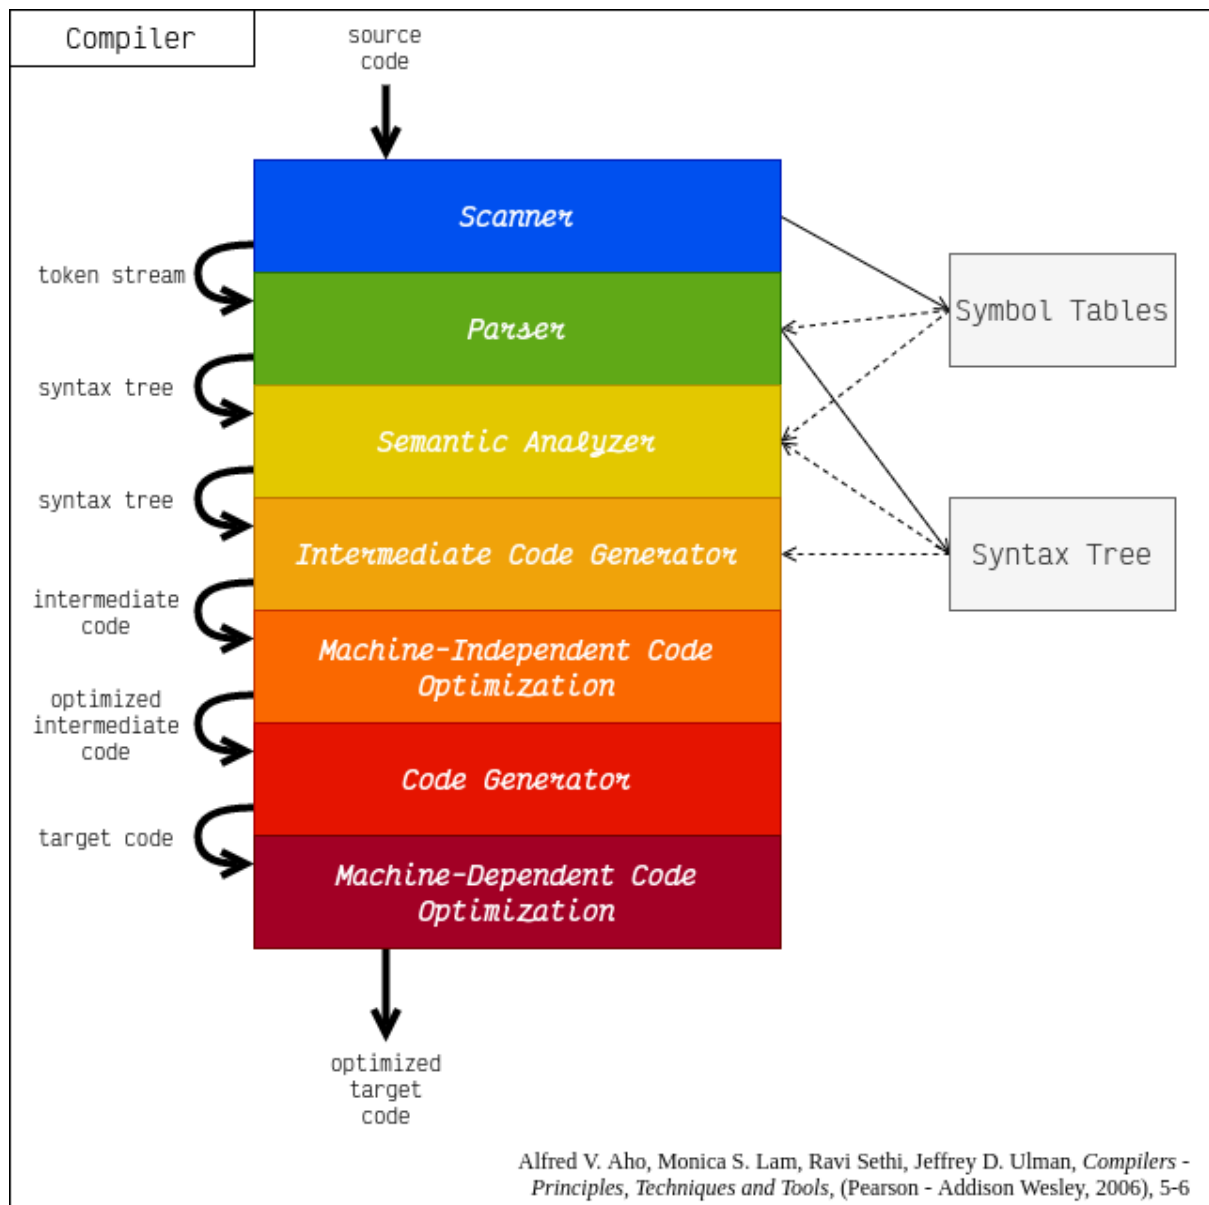 Compiler
source
code
Scanner
token stream
Parser
Symbol Tables
syntax tree
Semantic Analyzer
syntax tree
Intermediate Code Generator
Syntax Tree
intermediate
code
Machine-Independent Code
Optimization
optimized
intermediate
code
Code Generator
target code
Machine-Dependent Code
Optimization
optimized
target
code
Alfred V. Aho, Monica S. Lam, Ravi Sethi, Jeffrey D. Ulman, Compilers -
Principles, Techniques and Tools, (Pearson - Addison Wesley, 2006), 5-6